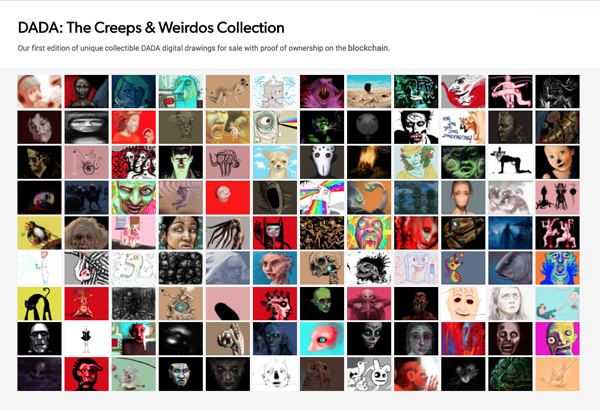 DADA: The Creeps & Weirdos Collection
Our first edition of unique collectible DADA digital drawings for sale with proof of ownership on the blockchain.
DADA